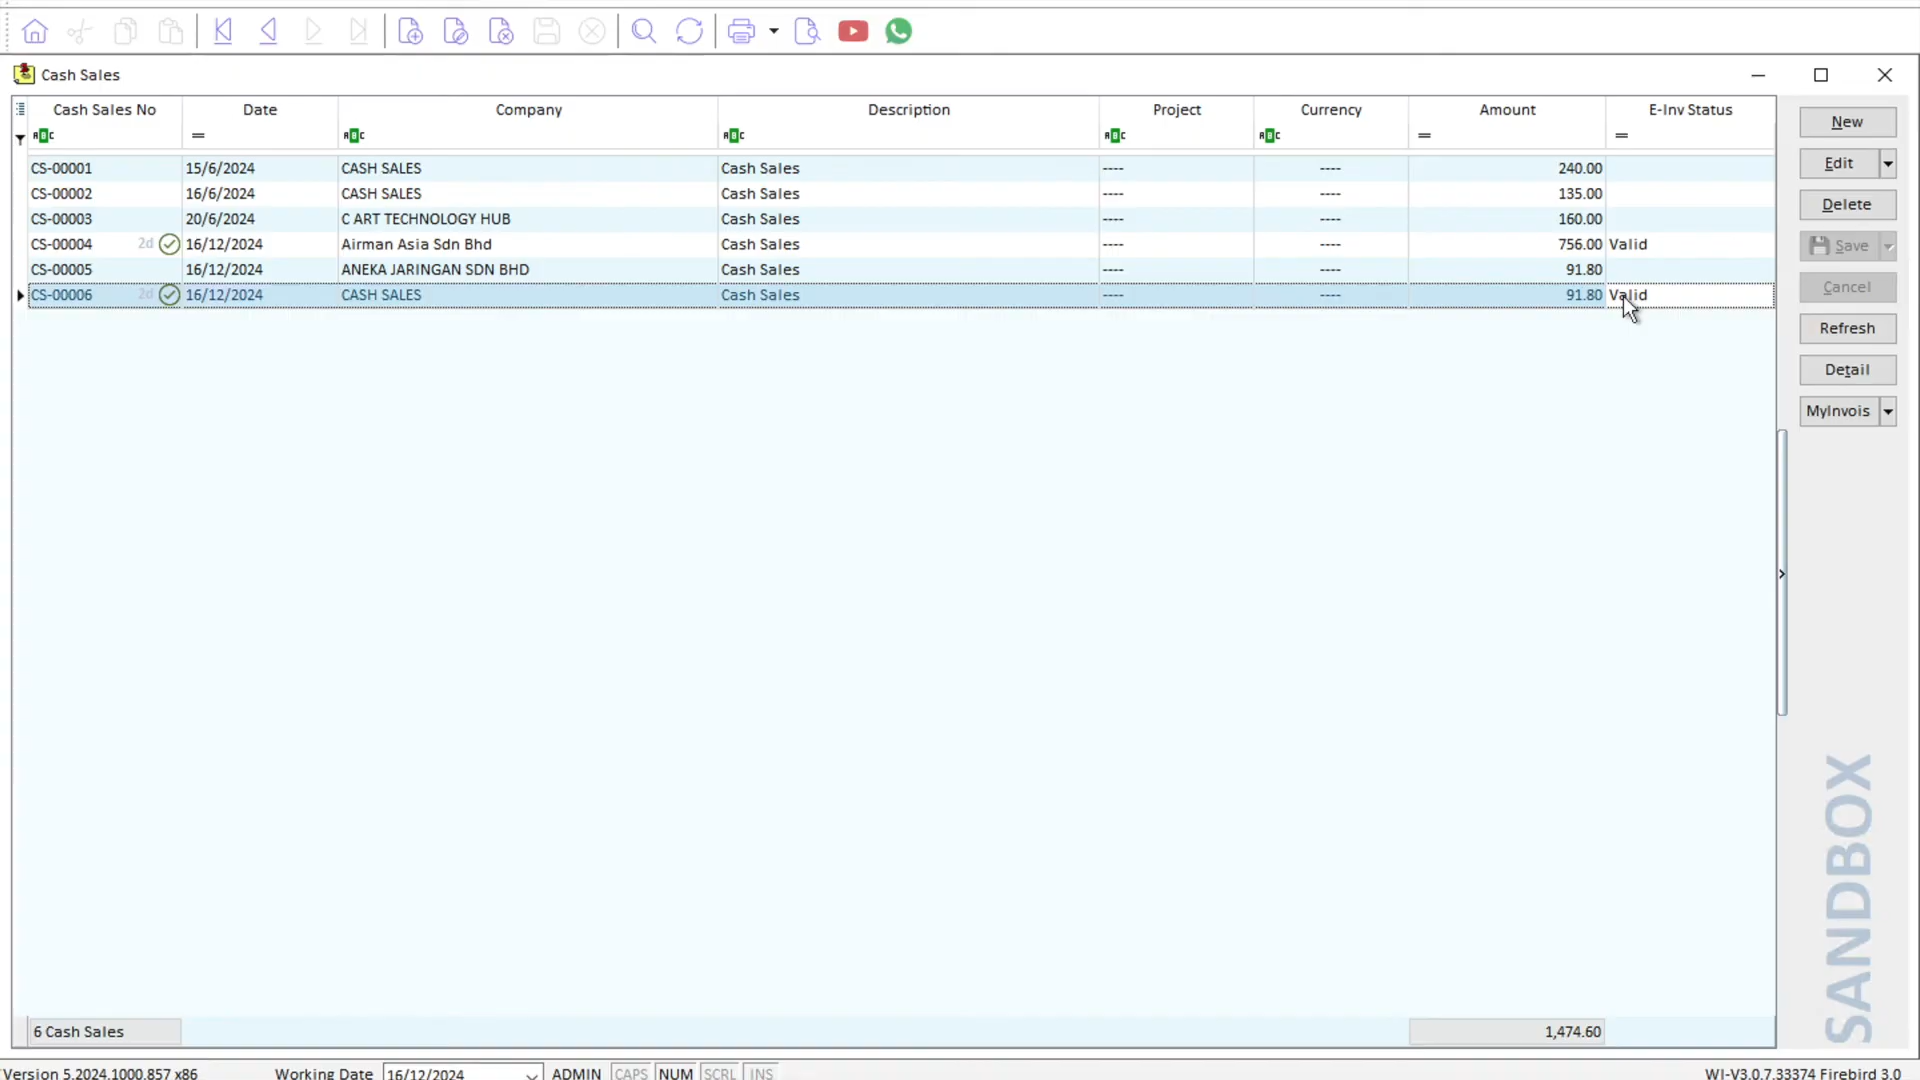 Cash Sales
Cash Sales No Date Company Description Project Currency Amount E-Inv Status
CS-00001 15/6/2024 CASH SALES Cash Sales ---- ---- 240.00
CS-00002 16/6/2024 CASH SALES Cash Sales ---- ---- 135.00
CS-00003 20/6/2024 C ART TECHNOLOGY HUB Cash Sales ---- ---- 160.00
CS-00004 2d 16/12/2024 Airman Asia Sdn Bhd Cash Sales ---- ---- 756.00 Valid
CS-00005 16/12/2024 ANEKA JARINGAN SDN BHD Cash Sales ---- ---- 91.80
CS-00006 2d 16/12/2024 CASH SALES Cash Sales ---- ---- 91.80 Valid
6 Cash Sales 1,474.60
New
Edit
Delete
Save
Cancel
Refresh
Detail
MyInvois
SANDBOX
Version 5.2024.1000.857 x86 Working Date 16/12/2024 ADMIN CAPS NUM SCRL INS WI-V3.0.7.33374 Firebird 3.0